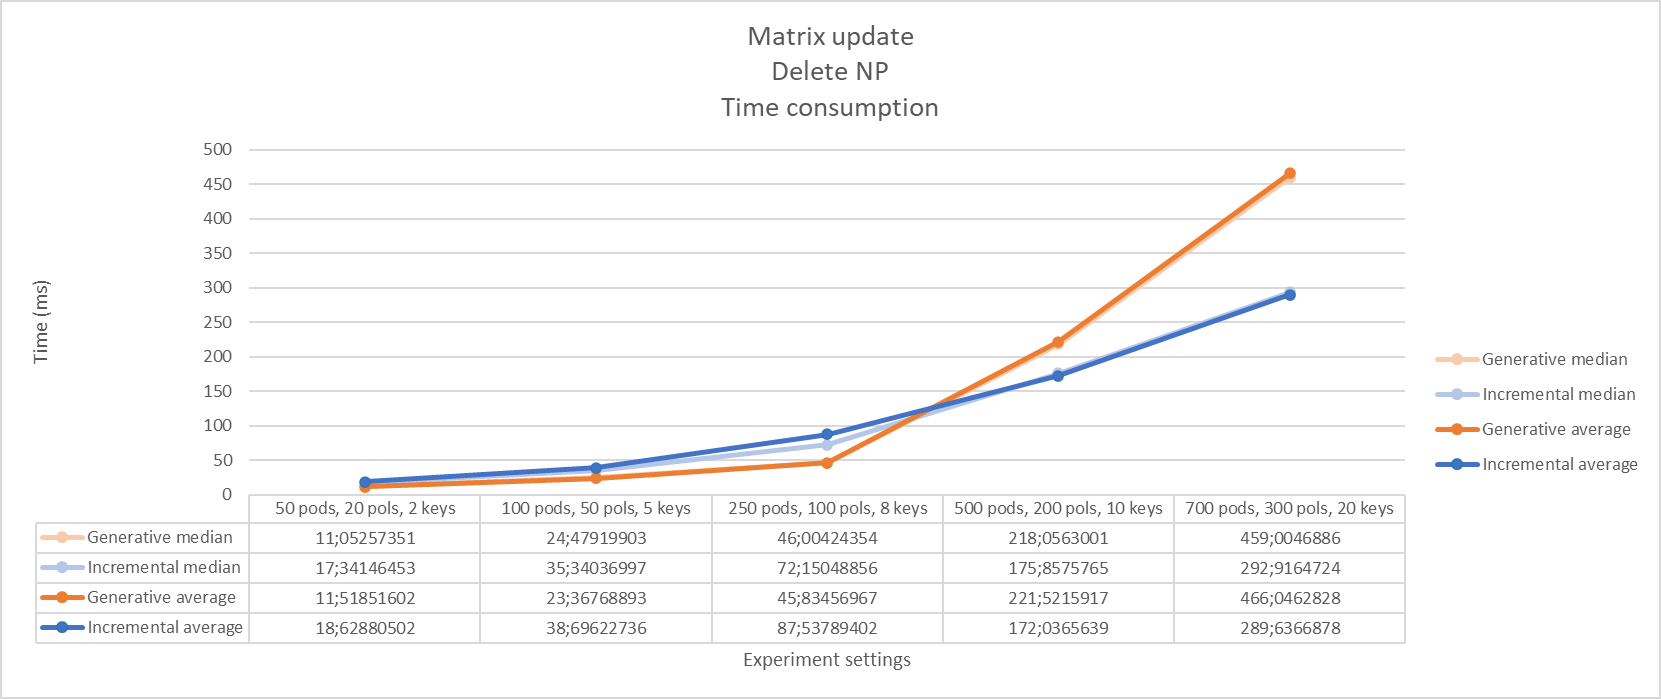 Matrix update
Delete NP
Time consumption
500
450
400
350
300
250
200
150
100
50
0
Time (ms)
50 pods, 20 pols, 2 keys 100 pods, 50 pols, 5 keys 250 pods, 100 pols, 8 keys 500 pods, 200 pols, 10 keys 700 pods, 300 pols, 20 keys
Generative median 11;05257351 24;47919903 46;00424354 218;0563001 459;0046886
Incremental median 17;34146453 35;34036997 72;15048856 175;8575765 292;9164724
Generative average 11;51851602 23;36768893 45;83456967 221;5215917 466;0462828
Incremental average 18;62880502 38;69622736 87;53789402 172;0365639 289;6366878
Experiment settings
Generative median
Incremental median
Generative average
Incremental average